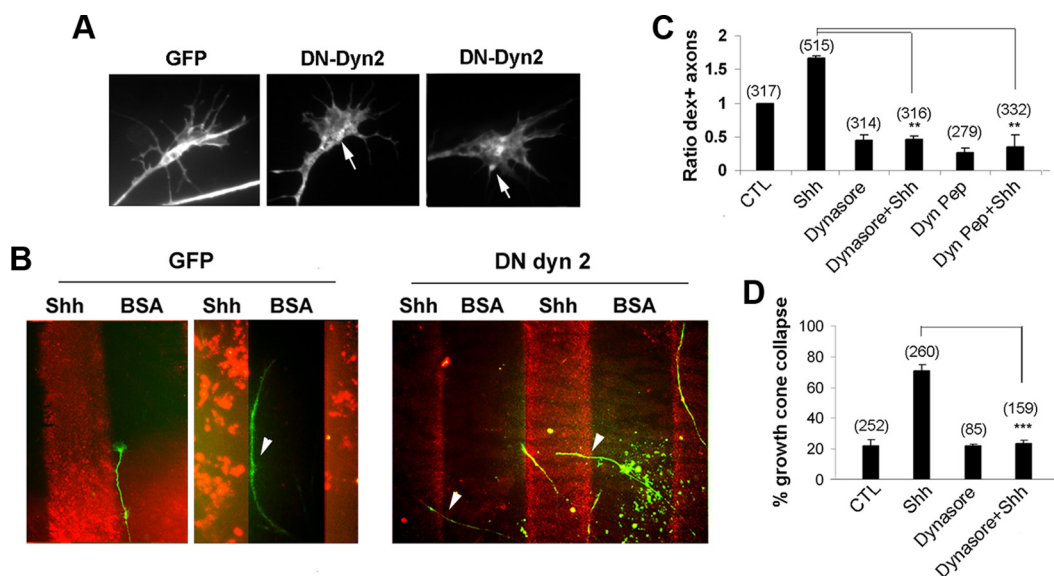 A
GFP DN-Dyn2 DN-Dyn2
B
GFP DN dyn 2
Shh BSA Shh BSA Shh BSA Shh BSA
C
Ratio dex+ axons
2
1.5
1
0.5
0
(317) (515) (314) (316) (279) (332)
** **
CTL Shh Dynasore Dynasore+Shh Dyn Pep Dyn Pep+Shh
D
% growth cone collapse
100
80
60
40
20
0
(252) (260) (85) (159)
***
CTL Shh Dynasore Dynasore+Shh